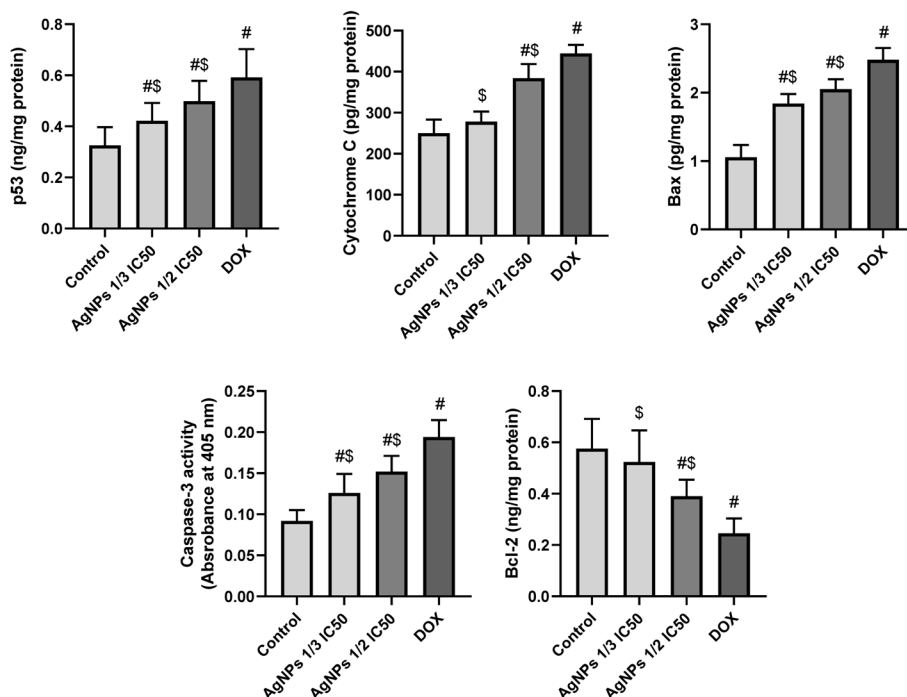 p53 (ng/mg protein)
0.8
0.6
0.4
0.2
0.0
#$
#$
#
Control
AgNPs 1/3 IC50
AgNPs 1/2 IC50
DOX
Cytochrome C (pg/mg protein)
500
400
300
200
100
0
$
#$
#
Control
AgNPs 1/3 IC50
AgNPs 1/2 IC50
DOX
Bax (pg/mg protein)
3
2
1
0
#$
#$
#
Control
AgNPs 1/3 IC50
AgNPs 1/2 IC50
DOX
Caspase-3 activity
(Absrobance at 405 nm)
0.25
0.20
0.15
0.10
0.05
0.00
#$
#$
#
Control
AgNPs 1/3 IC50
AgNPs 1/2 IC50
DOX
Bcl-2 (ng/mg protein)
0.8
0.6
0.4
0.2
0.0
$
#$
#
Control
AgNPs 1/3 IC50
AgNPs 1/2 IC50
DOX